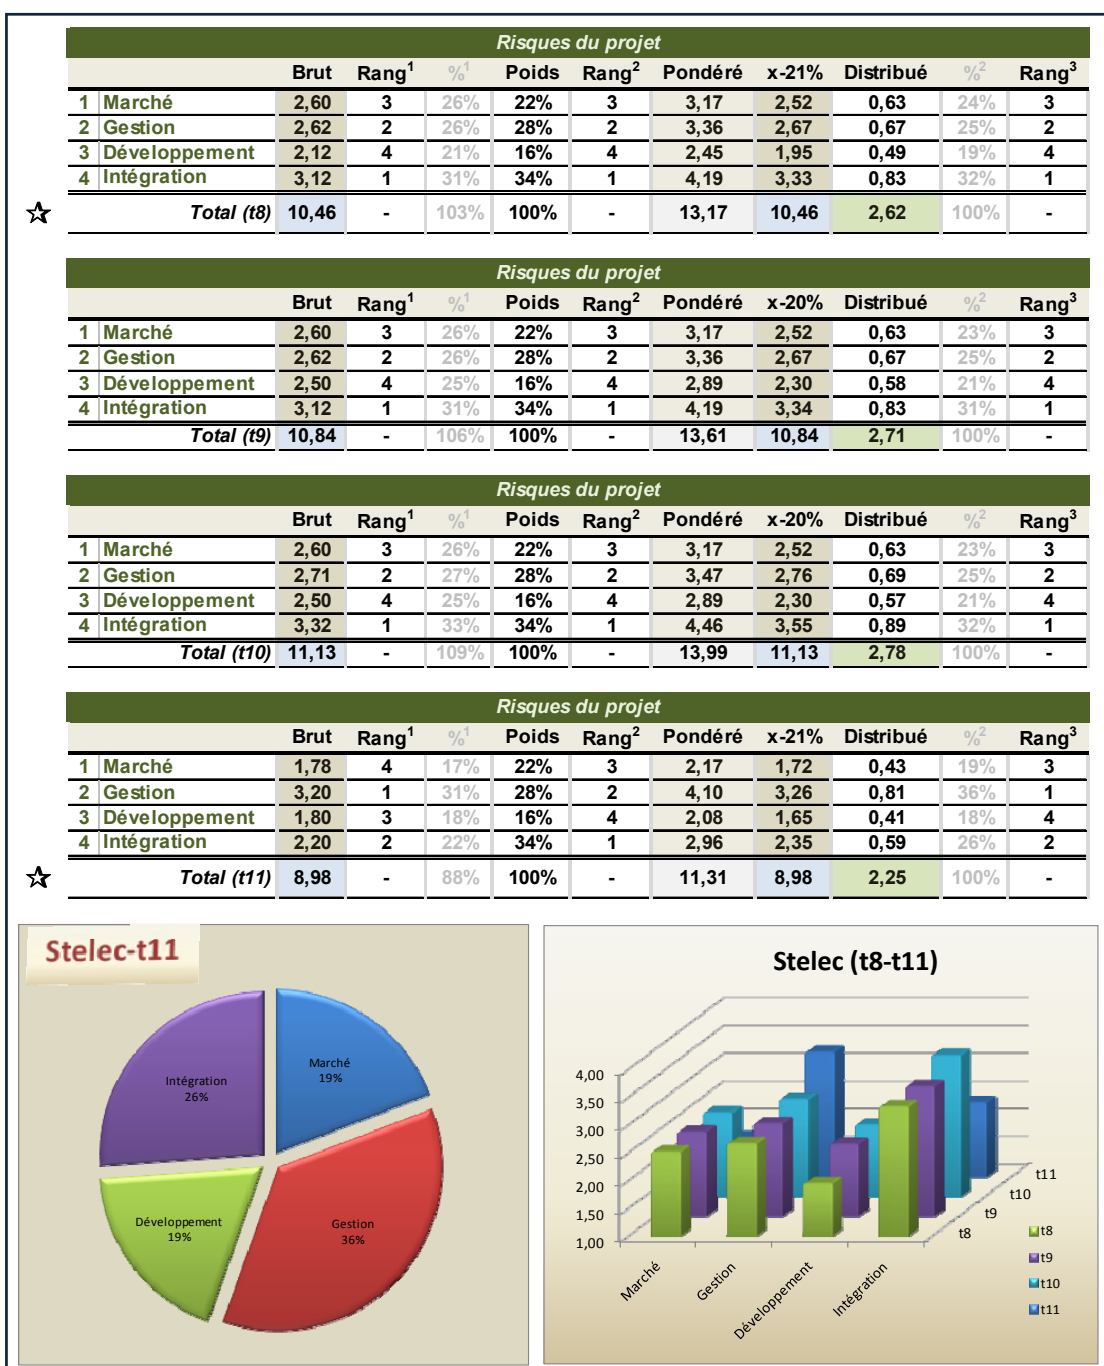 Risques du projet
Brut Rang¹ %¹ Poids Rang² Pondéré x-21% Distribué %² Rang³
1 Marché 2,60 3 26% 22% 3 3,17 2,52 0,63 24% 3
2 Gestion 2,62 2 26% 28% 2 3,36 2,67 0,67 25% 2
3 Développement 2,12 4 21% 16% 4 2,45 1,95 0,49 19% 4
4 Intégration 3,12 1 31% 34% 1 4,19 3,33 0,83 32% 1
Total (t8) 10,46 - 103% 100% - 13,17 10,46 2,62 100% -
Risques du projet
Brut Rang¹ %¹ Poids Rang² Pondéré x-20% Distribué %² Rang³
1 Marché 2,60 3 26% 22% 3 3,17 2,52 0,63 23% 3
2 Gestion 2,62 2 26% 28% 2 3,36 2,67 0,67 25% 2
3 Développement 2,50 4 25% 16% 4 2,89 2,30 0,58 21% 4
4 Intégration 3,12 1 31% 34% 1 4,19 3,34 0,83 31% 1
Total (t9) 10,84 - 106% 100% - 13,61 10,84 2,71 100% -
Risques du projet
Brut Rang¹ %¹ Poids Rang² Pondéré x-20% Distribué %² Rang³
1 Marché 2,60 3 26% 22% 3 3,17 2,52 0,63 23% 3
2 Gestion 2,71 2 27% 28% 2 3,47 2,76 0,69 25% 2
3 Développement 2,50 4 25% 16% 4 2,89 2,30 0,57 21% 4
4 Intégration 3,32 1 33% 34% 1 4,46 3,55 0,89 32% 1
Total (t10) 11,13 - 109% 100% - 13,99 11,13 2,78 100% -
Risques du projet
Brut Rang¹ %¹ Poids Rang² Pondéré x-21% Distribué %² Rang³
1 Marché 1,78 4 17% 22% 3 2,17 1,72 0,43 19% 3
2 Gestion 3,20 1 31% 28% 2 4,10 3,26 0,81 36% 1
3 Développement 1,80 3 18% 16% 4 2,08 1,65 0,41 18% 4
4 Intégration 2,20 2 22% 34% 1 2,96 2,35 0,59 26% 2
Total (t11) 8,98 - 88% 100% - 11,31 8,98 2,25 100% -
Stelec-t11
Marché
19%
Intégration
26%
Développement
19%
Gestion
36%
Stelec (t8-t11)
4,00
3,50
3,00
2,50
2,00
1,50
1,00
Marché
Gestion
Développement
Intégration
t8
t9
t10
t11
t8
t9
t10
t11